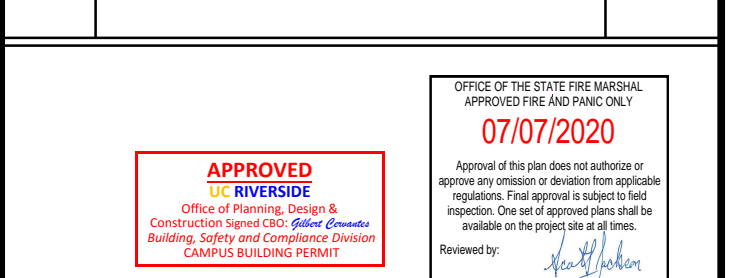 APPROVED
UC RIVERSIDE
Office of Planning, Design &
Construction Signed CBO: Gilbert Cervantes
Building, Safety and Compliance Division
CAMPUS BUILDING PERMIT
OFFICE OF THE STATE FIRE MARSHAL
APPROVED FIRE AND PANIC ONLY
07/07/2020
Approval of this plan does not authorize or
approve any omission or deviation from applicable
regulations. Final approval is subject to field
inspection. One set of approved plans shall be
available on the project site at all times.
Reviewed by: Scott Jackson